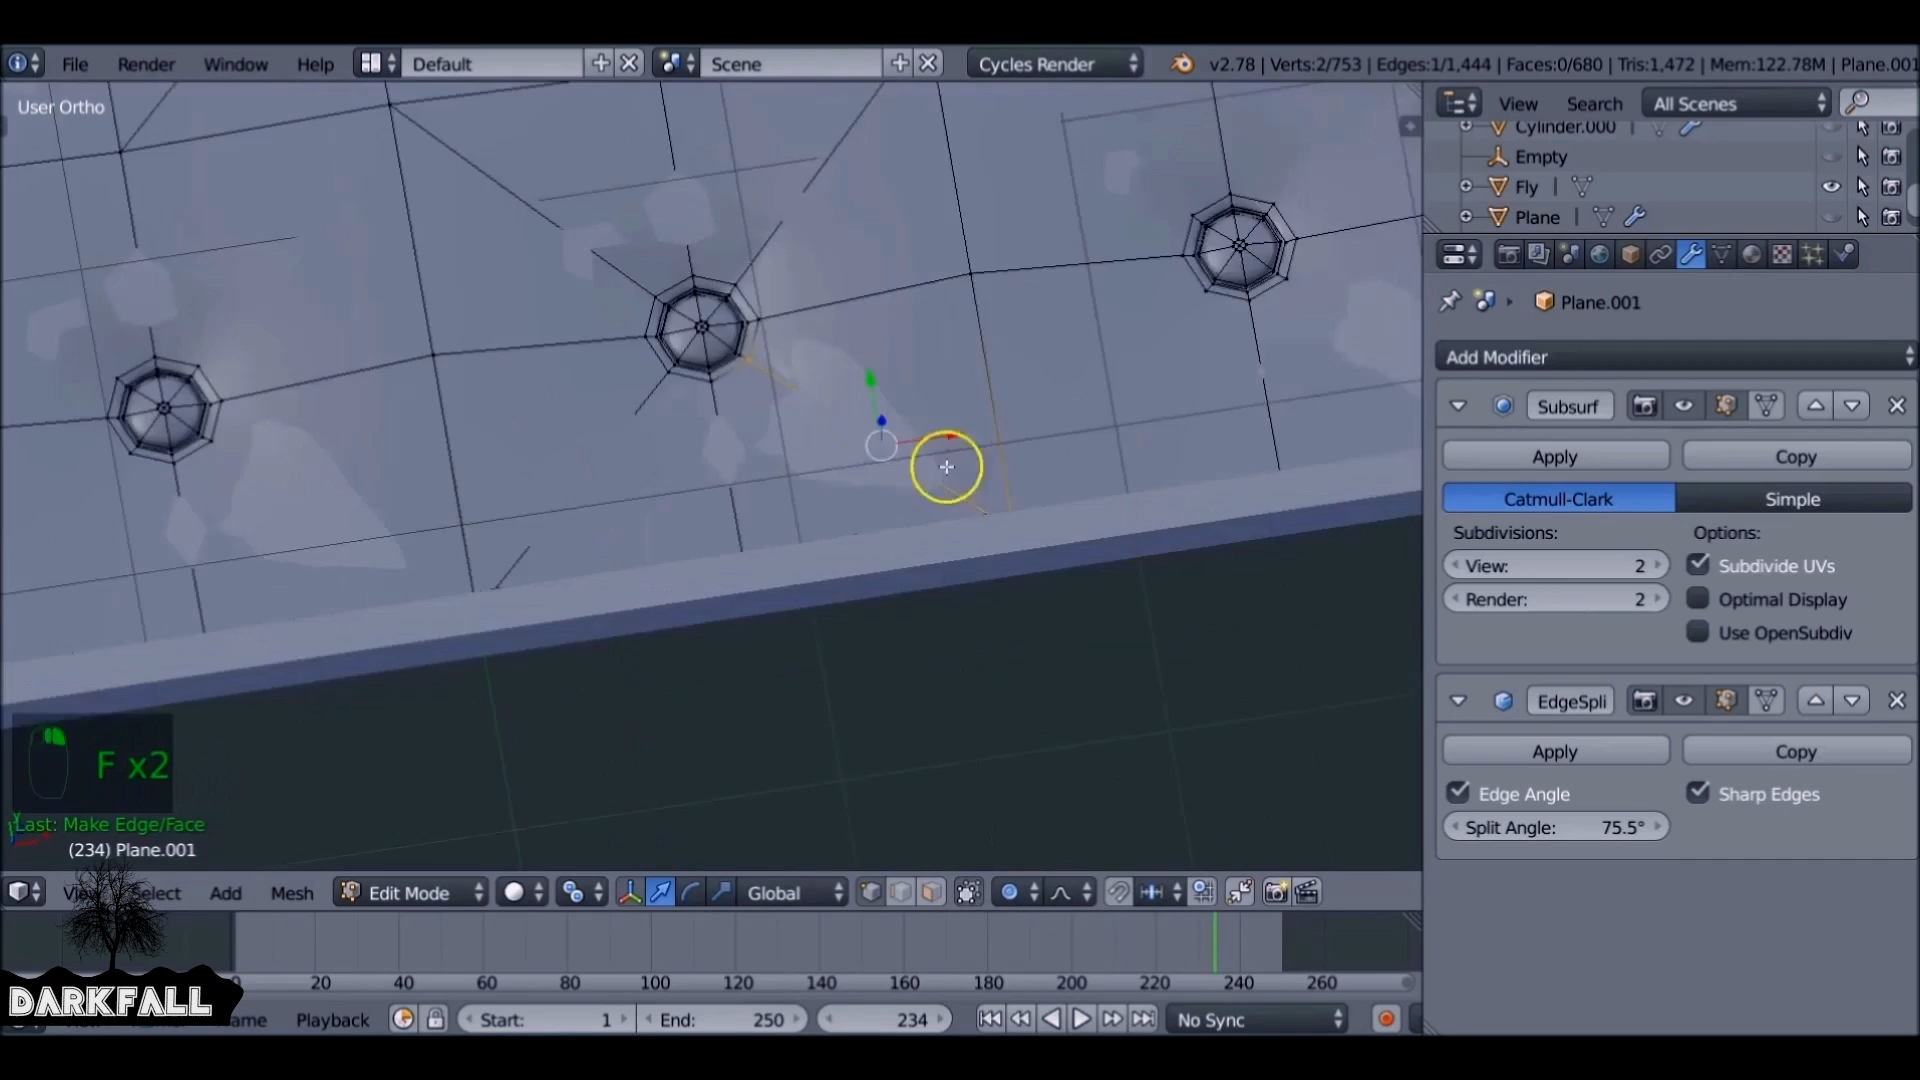 File Render Window Help Default Scene Cycles Render v2.78 | Verts:2/753 | Edges:1/1,444 | Faces:0/680 | Tris:1,472 | Mem:122.78M | Plane.001
User Ortho
View Search All Scenes
Cylinder.000
Empty
Fly
Plane
Plane.001
Add Modifier
Subsurf
Apply Copy
Catmull-Clark Simple
Subdivisions: Options:
View: 2 Subdivide UVs
Render: 2 Optimal Display
Use OpenSubdiv
EdgeSpli
Apply Copy
Edge Angle Sharp Edges
Split Angle: 75.5°
F x2
Last: Make Edge/Face
(234) Plane.001
Select Add Mesh Edit Mode Global
20 40 60 80 100 120 140 160 180 200 220 240 260
DARKFALL
Playback Start: 1 End: 250 234 No Sync